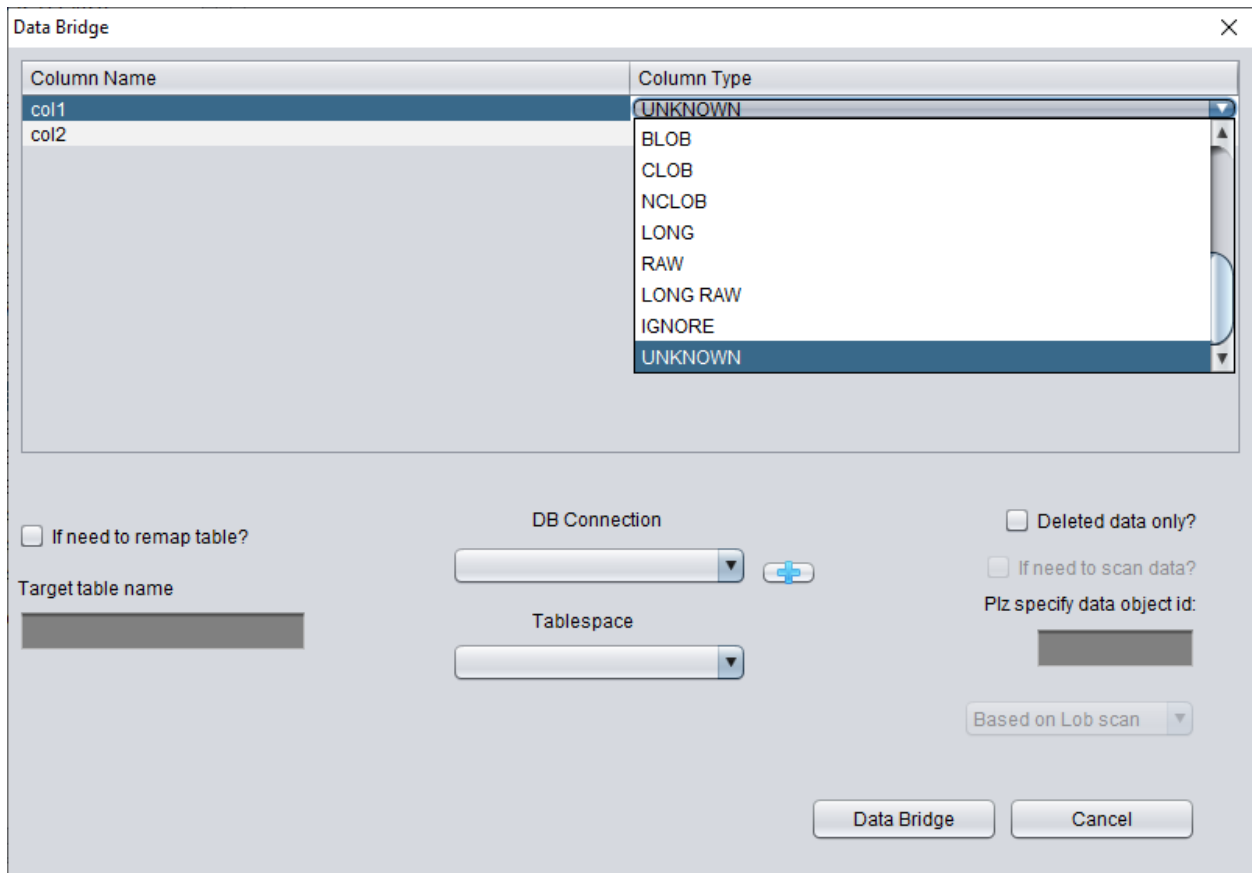 Data Bridge
Column Name Column Type
col1 UNKNOWN
col2
BLOB
CLOB
NCLOB
LONG
RAW
LONG RAW
IGNORE
UNKNOWN
If need to remap table?
Target table name
DB Connection
Tablespace
Deleted data only?
If need to scan data?
Plz specify data object id:
Based on Lob scan
Data Bridge Cancel